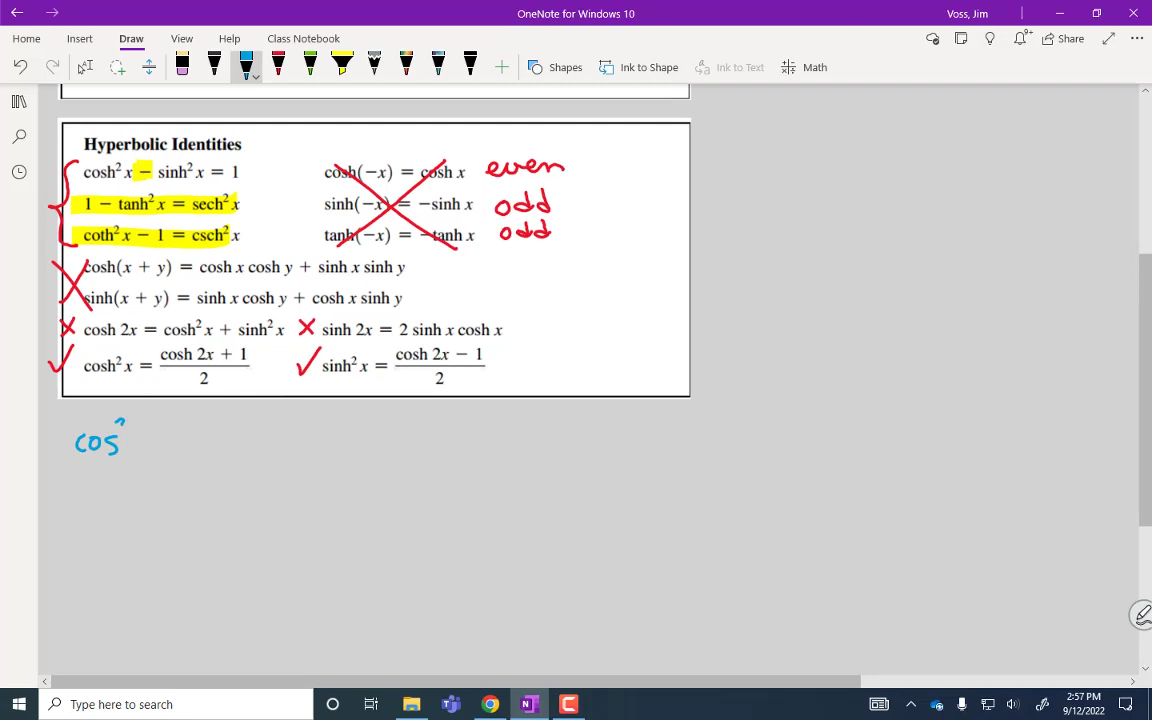 OneNote for Windows 10
Voss, Jim
Home Insert Draw View Help Class Notebook
Share
Shapes Ink to Shape Ink to Text Math
Hyperbolic Identities
cosh² x − sinh² x = 1 cosh(−x) = cosh x even
1 − tanh² x = sech² x sinh(−x) = −sinh x odd
coth² x − 1 = csch² x tanh(−x) = −tanh x odd
cosh(x + y) = cosh x cosh y + sinh x sinh y
sinh(x + y) = sinh x cosh y + cosh x sinh y
cosh 2x = cosh² x + sinh² x sinh 2x = 2 sinh x cosh x
cosh² x = (cosh 2x + 1)/2 sinh² x = (cosh 2x − 1)/2
cos
Type here to search
2:57 PM
9/12/2022